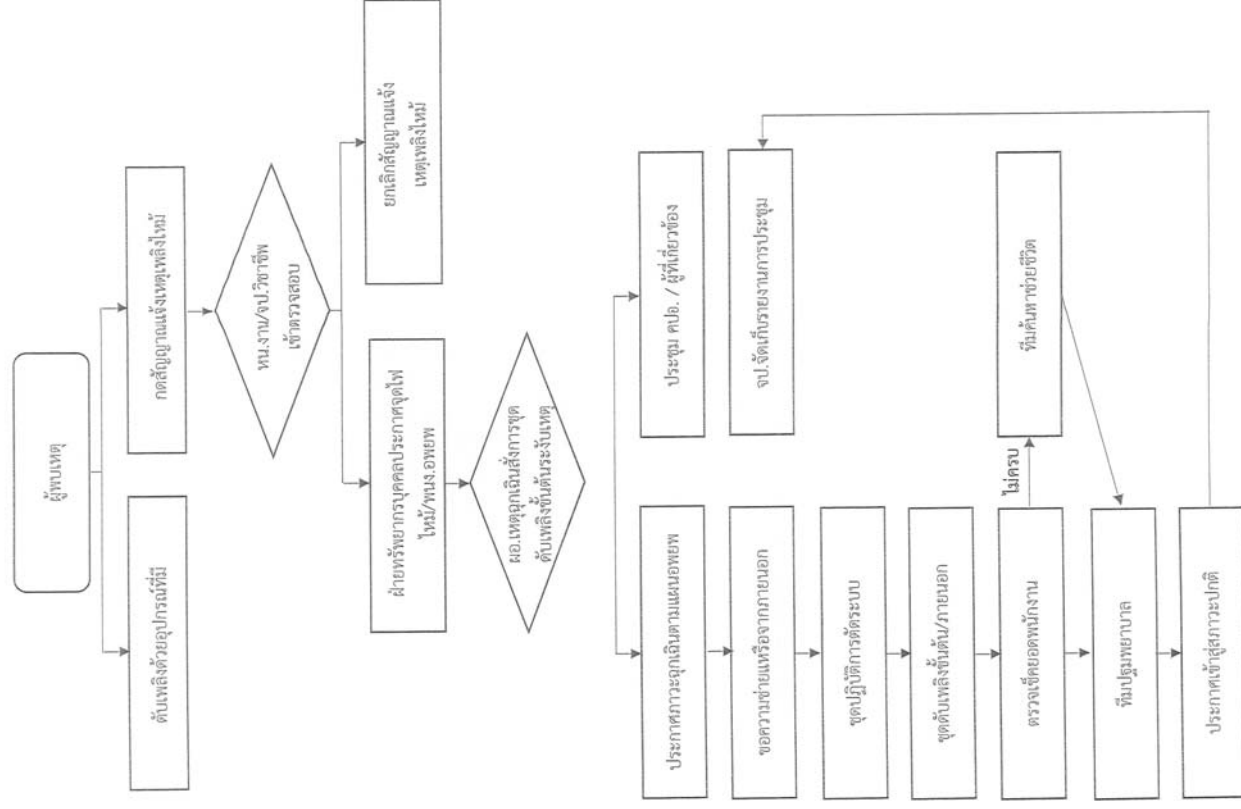 ผู้พบเหตุ
ดับเพลิงด้วยอุปกรณ์ที่มี
กดสัญญาณแจ้งเหตุเพลิงไหม้
หน.งาน/จป.วิชาชีพ
เข้าตรวจสอบ
ฝ่ายทรัพยากรบุคคลประกาศจุดไฟ
ไหม้/พนง.อพยพ
ยกเลิกสัญญาณแจ้ง
เหตุเพลิงไหม้
ผอ.เหตุฉุกเฉินสั่งการชุด
ดับเพลิงขั้นต้นระงับเหตุ
ประกาศภาวะฉุกเฉินตามแผนอพยพ
ประชุม คปอ. / ผู้ที่เกี่ยวข้อง
ขอความช่วยเหรือจากภายนอก
จป.จัดเก็บรายงานการประชุม
ชุดปฏิบัติการตัดระบบ
ชุดดับเพลิงขั้นต้น/ภายนอก
ตรวจเช็คยอดพนักงาน
ไม่ครบ
ทีมค้นหาช่วยชีวิต
ทีมปฐมพยาบาล
ประกาศเข้าสู่สภาวะปกติ